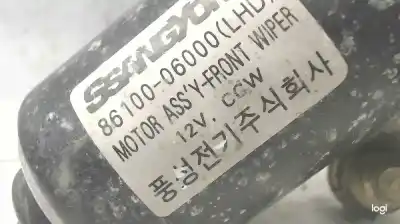 SSANGYONG
86100-06000(LHD)
MOTOR ASS'Y-FRONT WIPER
12V, CCW
풍성전기주식회사
logi